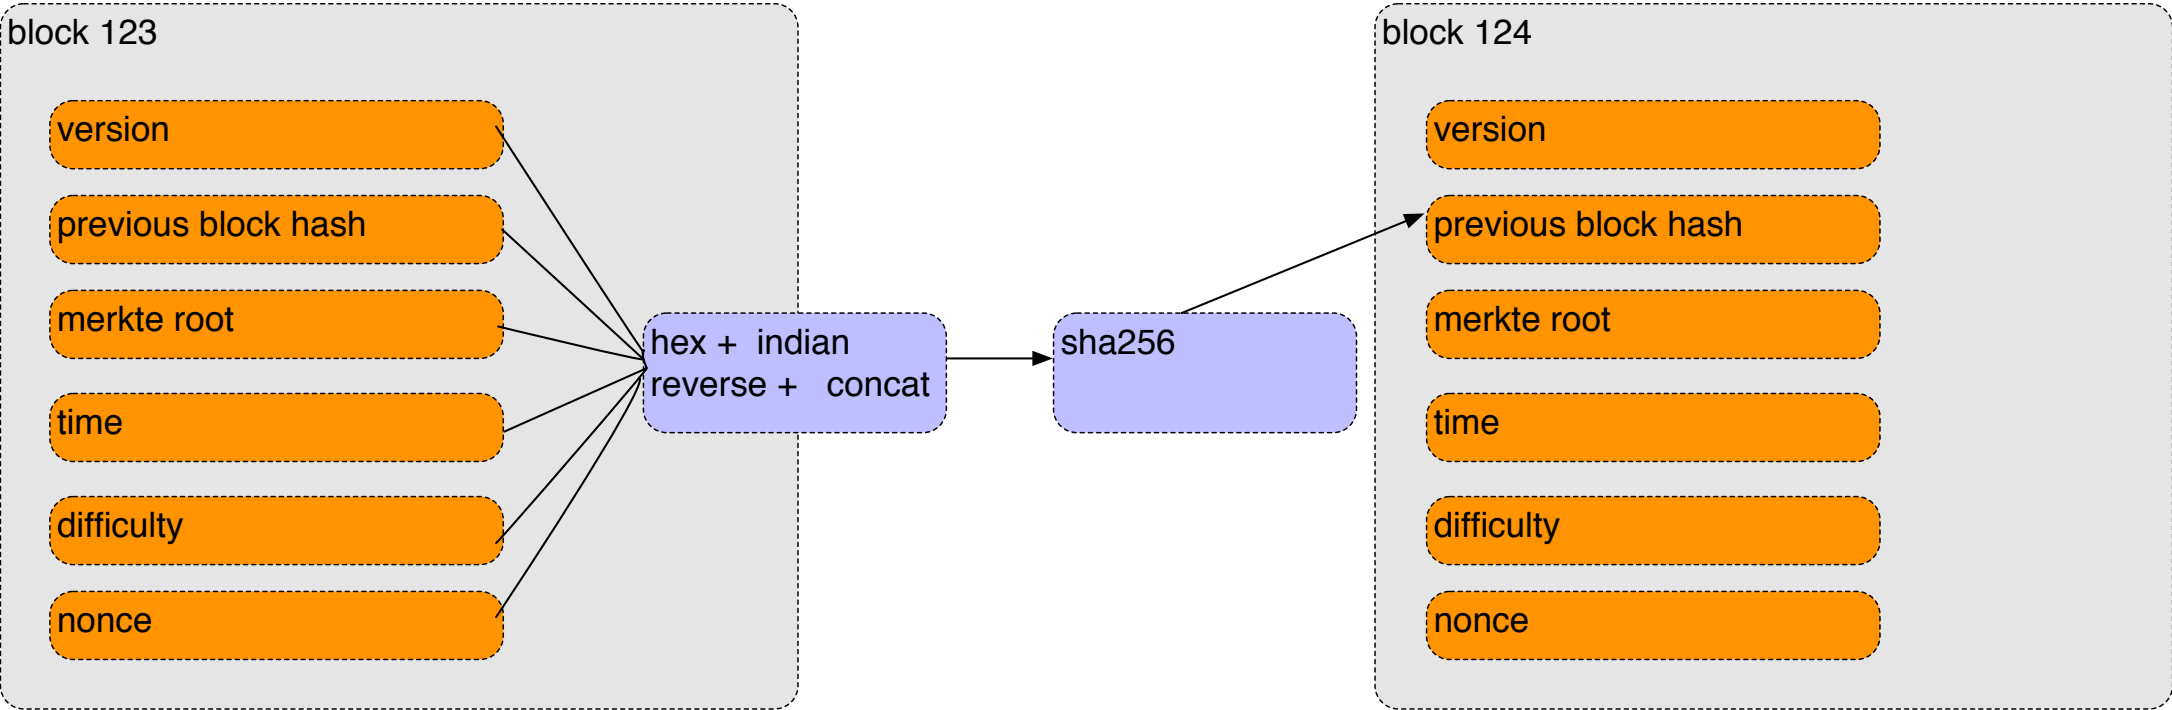 block 123
version
previous block hash
merkte root
time
difficulty
nonce
hex +  indian
reverse +   concat
sha256
block 124
version
previous block hash
merkte root
time
difficulty
nonce